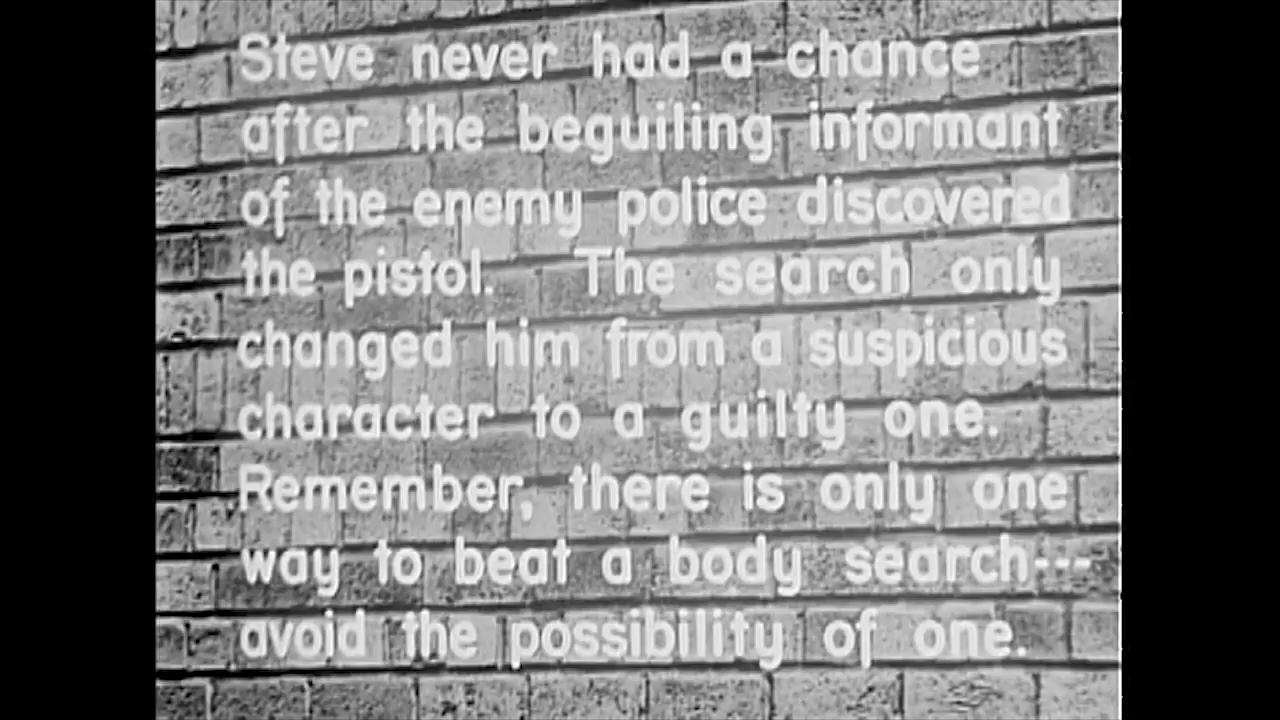 Steve never had a chance
after the beguiling informant
of the enemy police discovered
the pistol. The search only
changed him from a suspicious
character to a guilty one.
Remember, there is only one
way to beat a body search---
avoid the possibility of one.